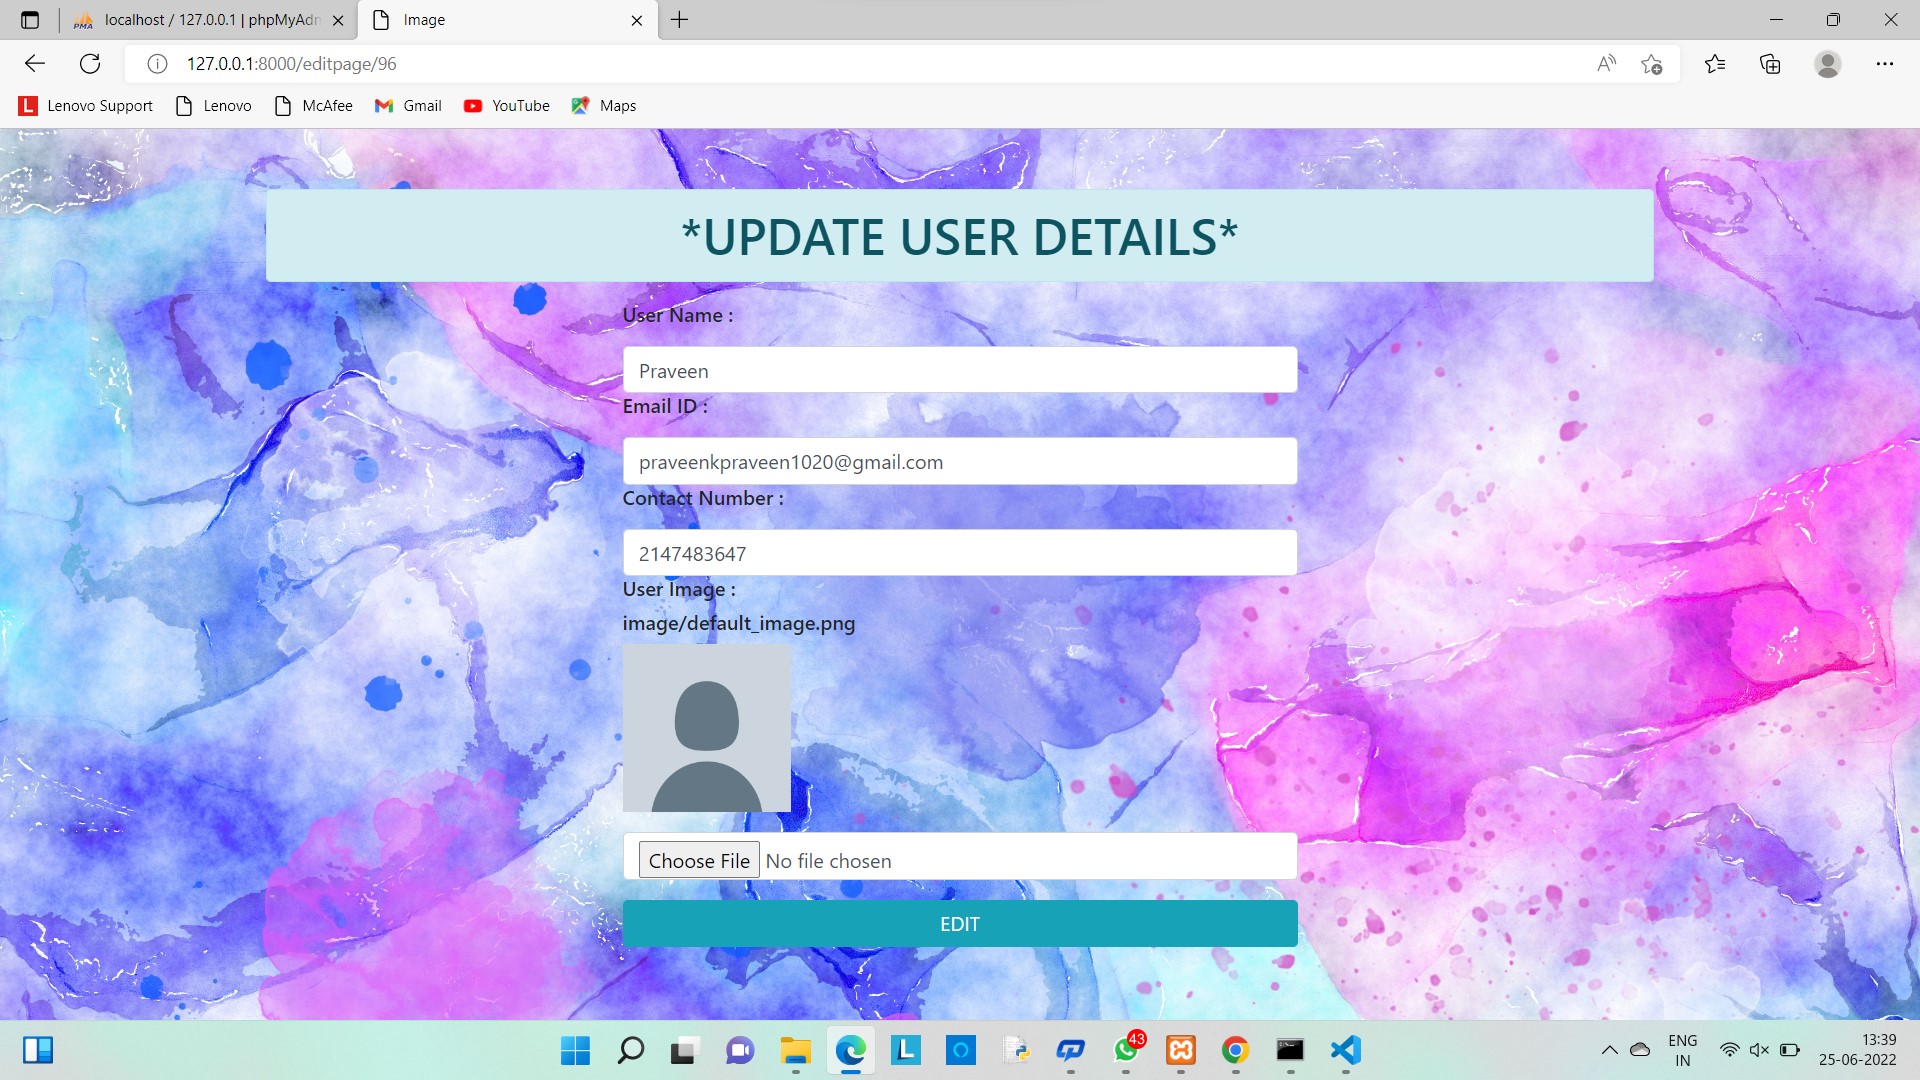 localhost / 127.0.0.1 | phpMyAdm
Image
127.0.0.1:8000/editpage/96
Lenovo Support
Lenovo
McAfee
Gmail
YouTube
Maps
*UPDATE USER DETAILS*
User Name :
Praveen
Email ID :
praveenkpraveen1020@gmail.com
Contact Number :
2147483647
User Image :
image/default_image.png
Choose File No file chosen
EDIT
43
ENG
IN
13:39
25-06-2022